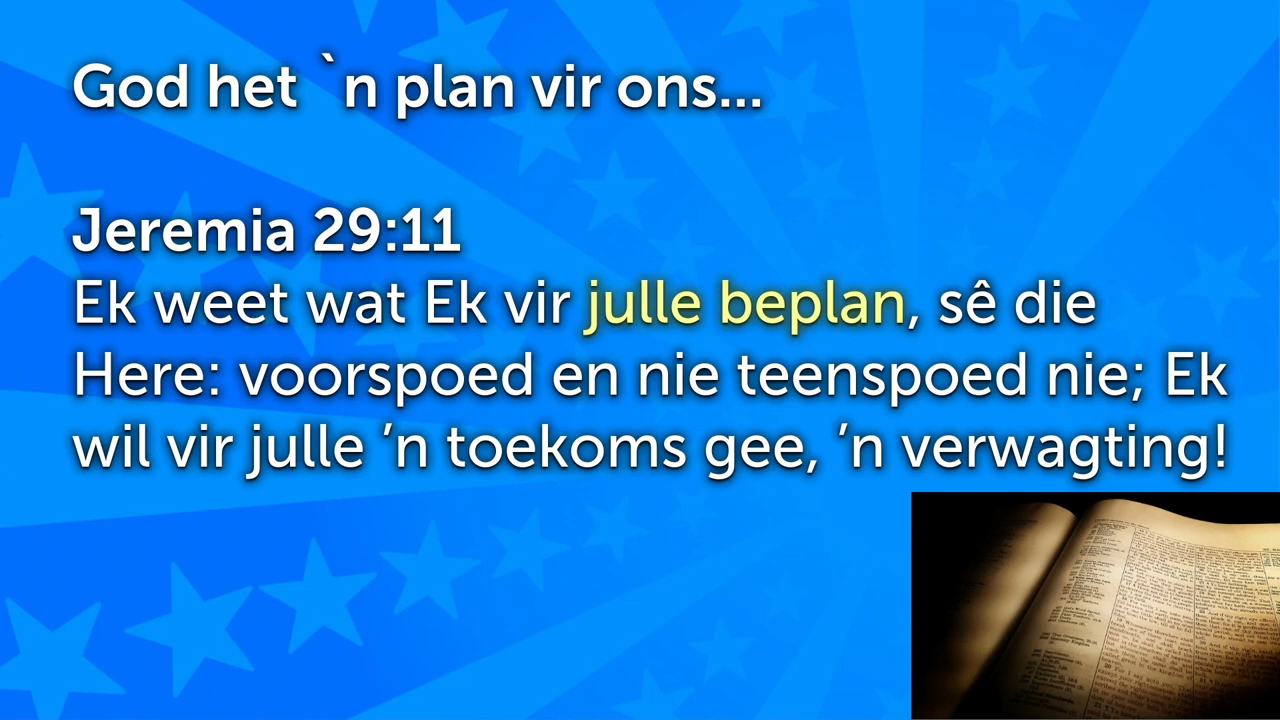 God het `n plan vir ons...
Jeremia 29:11
Ek weet wat Ek vir julle beplan, sê die
Here: voorspoed en nie teenspoed nie; Ek
wil vir julle ’n toekoms gee, ’n verwagting!